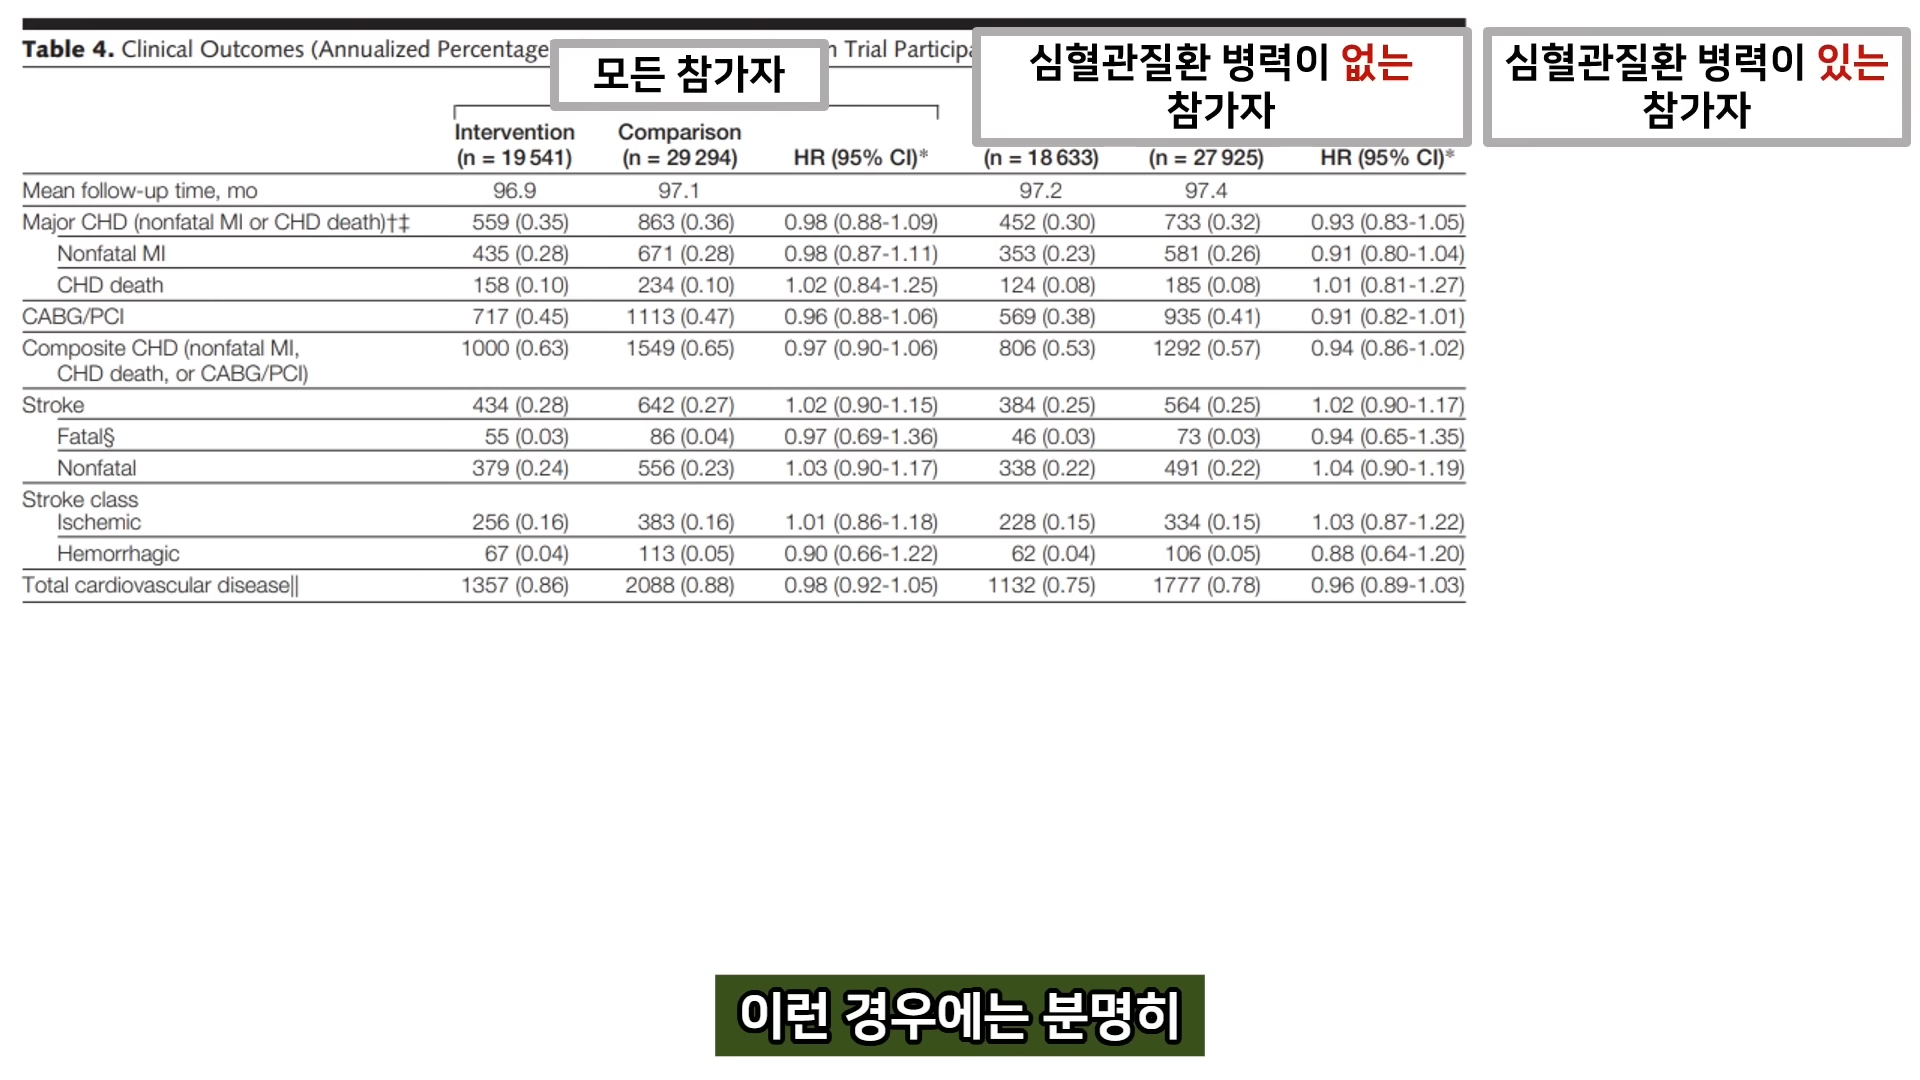 Table 4. Clinical Outcomes (Annualized Percentage
n Trial Participa
모든 참가자
심혈관질환 병력이 없는
참가자
심혈관질환 병력이 있는
참가자
Intervention Comparison
(n = 19 541) (n = 29 294) HR (95% CI)* (n = 18 633) (n = 27 925) HR (95% CI)*
Mean follow-up time, mo 96.9 97.1 97.2 97.4
Major CHD (nonfatal MI or CHD death)†‡ 559 (0.35) 863 (0.36) 0.98 (0.88-1.09) 452 (0.30) 733 (0.32) 0.93 (0.83-1.05)
Nonfatal MI 435 (0.28) 671 (0.28) 0.98 (0.87-1.11) 353 (0.23) 581 (0.26) 0.91 (0.80-1.04)
CHD death 158 (0.10) 234 (0.10) 1.02 (0.84-1.25) 124 (0.08) 185 (0.08) 1.01 (0.81-1.27)
CABG/PCI 717 (0.45) 1113 (0.47) 0.96 (0.88-1.06) 569 (0.38) 935 (0.41) 0.91 (0.82-1.01)
Composite CHD (nonfatal MI, 1000 (0.63) 1549 (0.65) 0.97 (0.90-1.06) 806 (0.53) 1292 (0.57) 0.94 (0.86-1.02)
CHD death, or CABG/PCI)
Stroke 434 (0.28) 642 (0.27) 1.02 (0.90-1.15) 384 (0.25) 564 (0.25) 1.02 (0.90-1.17)
Fatal§ 55 (0.03) 86 (0.04) 0.97 (0.69-1.36) 46 (0.03) 73 (0.03) 0.94 (0.65-1.35)
Nonfatal 379 (0.24) 556 (0.23) 1.03 (0.90-1.17) 338 (0.22) 491 (0.22) 1.04 (0.90-1.19)
Stroke class
Ischemic 256 (0.16) 383 (0.16) 1.01 (0.86-1.18) 228 (0.15) 334 (0.15) 1.03 (0.87-1.22)
Hemorrhagic 67 (0.04) 113 (0.05) 0.90 (0.66-1.22) 62 (0.04) 106 (0.05) 0.88 (0.64-1.20)
Total cardiovascular disease|| 1357 (0.86) 2088 (0.88) 0.98 (0.92-1.05) 1132 (0.75) 1777 (0.78) 0.96 (0.89-1.03)
이런 경우에는 분명히